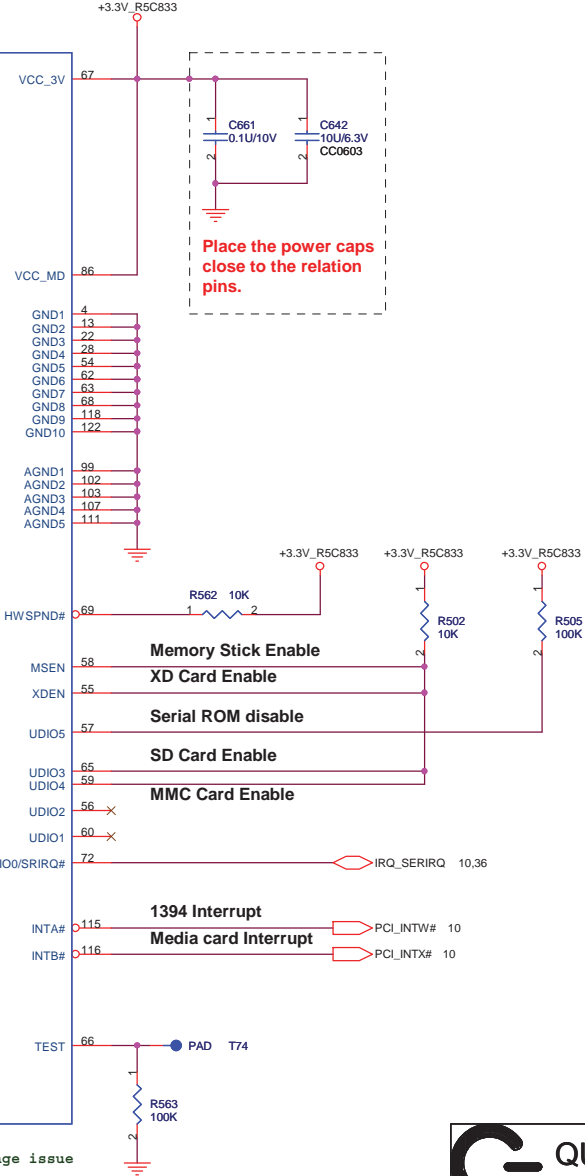 +3.3V_R5C833
VCC_3V 67
C661
0.1U/10V
1
2
C642
10U/6.3V
CC0603
1
2
Place the power caps
close to the relation
pins.
VCC_MD 86
GND1 4
GND2 13
GND3 22
GND4 28
GND5 54
GND6 62
GND7 63
GND8 68
GND9 118
GND10 122
AGND1 99
AGND2 102
AGND3 103
AGND4 107
AGND5 111
+3.3V_R5C833 +3.3V_R5C833 +3.3V_R5C833
HWSPND# 69
R562 10K
1 2
R502
10K
1
2
R505
100K
1
2
MSEN 58 Memory Stick Enable
XDEN 55 XD Card Enable
UDIO5 57 Serial ROM disable
UDIO3 65 SD Card Enable
UDIO4 59 MMC Card Enable
UDIO2 56
UDIO1 60
IO0/SRIRQ# 72 IRQ_SERIRQ 10,36
INTA# 115 1394 Interrupt PCI_INTW# 10
INTB# 116 Media card Interrupt PCI_INTX# 10
TEST 66 PAD T74
1
R563
100K
2
ge issue
QU